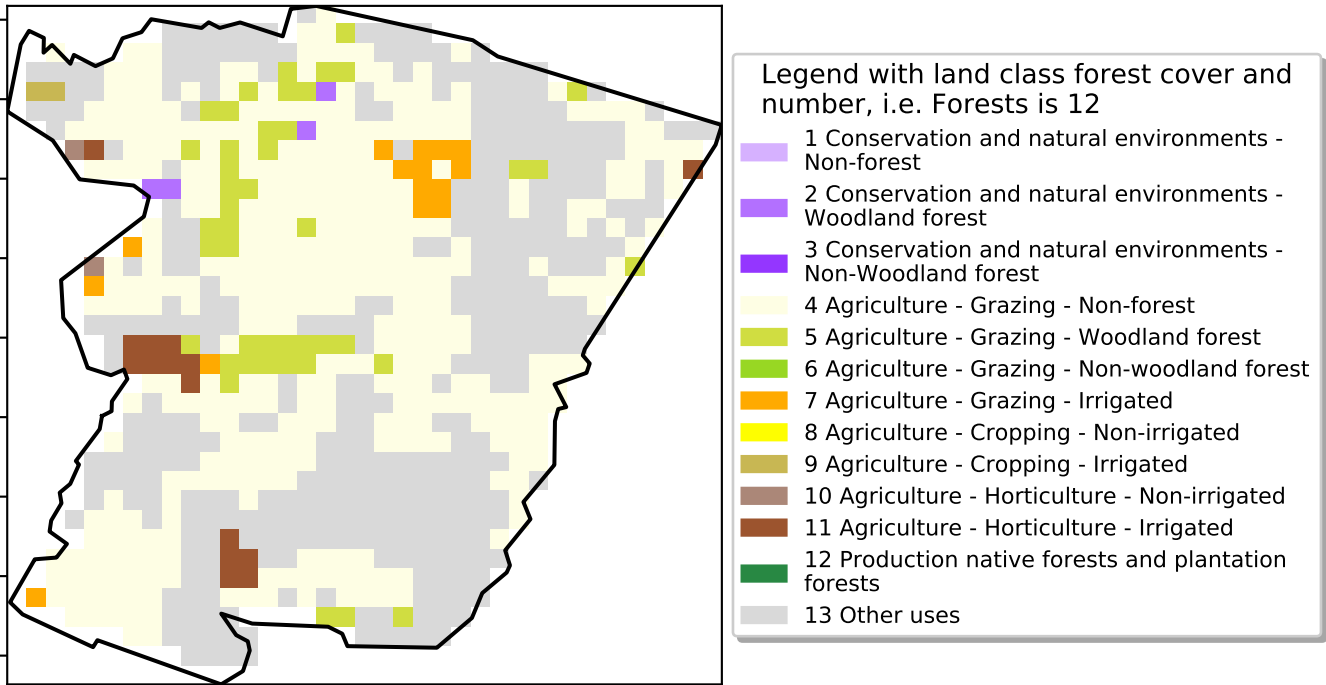 Legend with land class forest cover and
number, i.e. Forests is 12
1 Conservation and natural environments -
Non-forest
2 Conservation and natural environments -
Woodland forest
3 Conservation and natural environments -
Non-Woodland forest
4 Agriculture - Grazing - Non-forest
5 Agriculture - Grazing - Woodland forest
6 Agriculture - Grazing - Non-woodland forest
7 Agriculture - Grazing - Irrigated
8 Agriculture - Cropping - Non-irrigated
9 Agriculture - Cropping - Irrigated
10 Agriculture - Horticulture - Non-irrigated
11 Agriculture - Horticulture - Irrigated
12 Production native forests and plantation
forests
13 Other uses